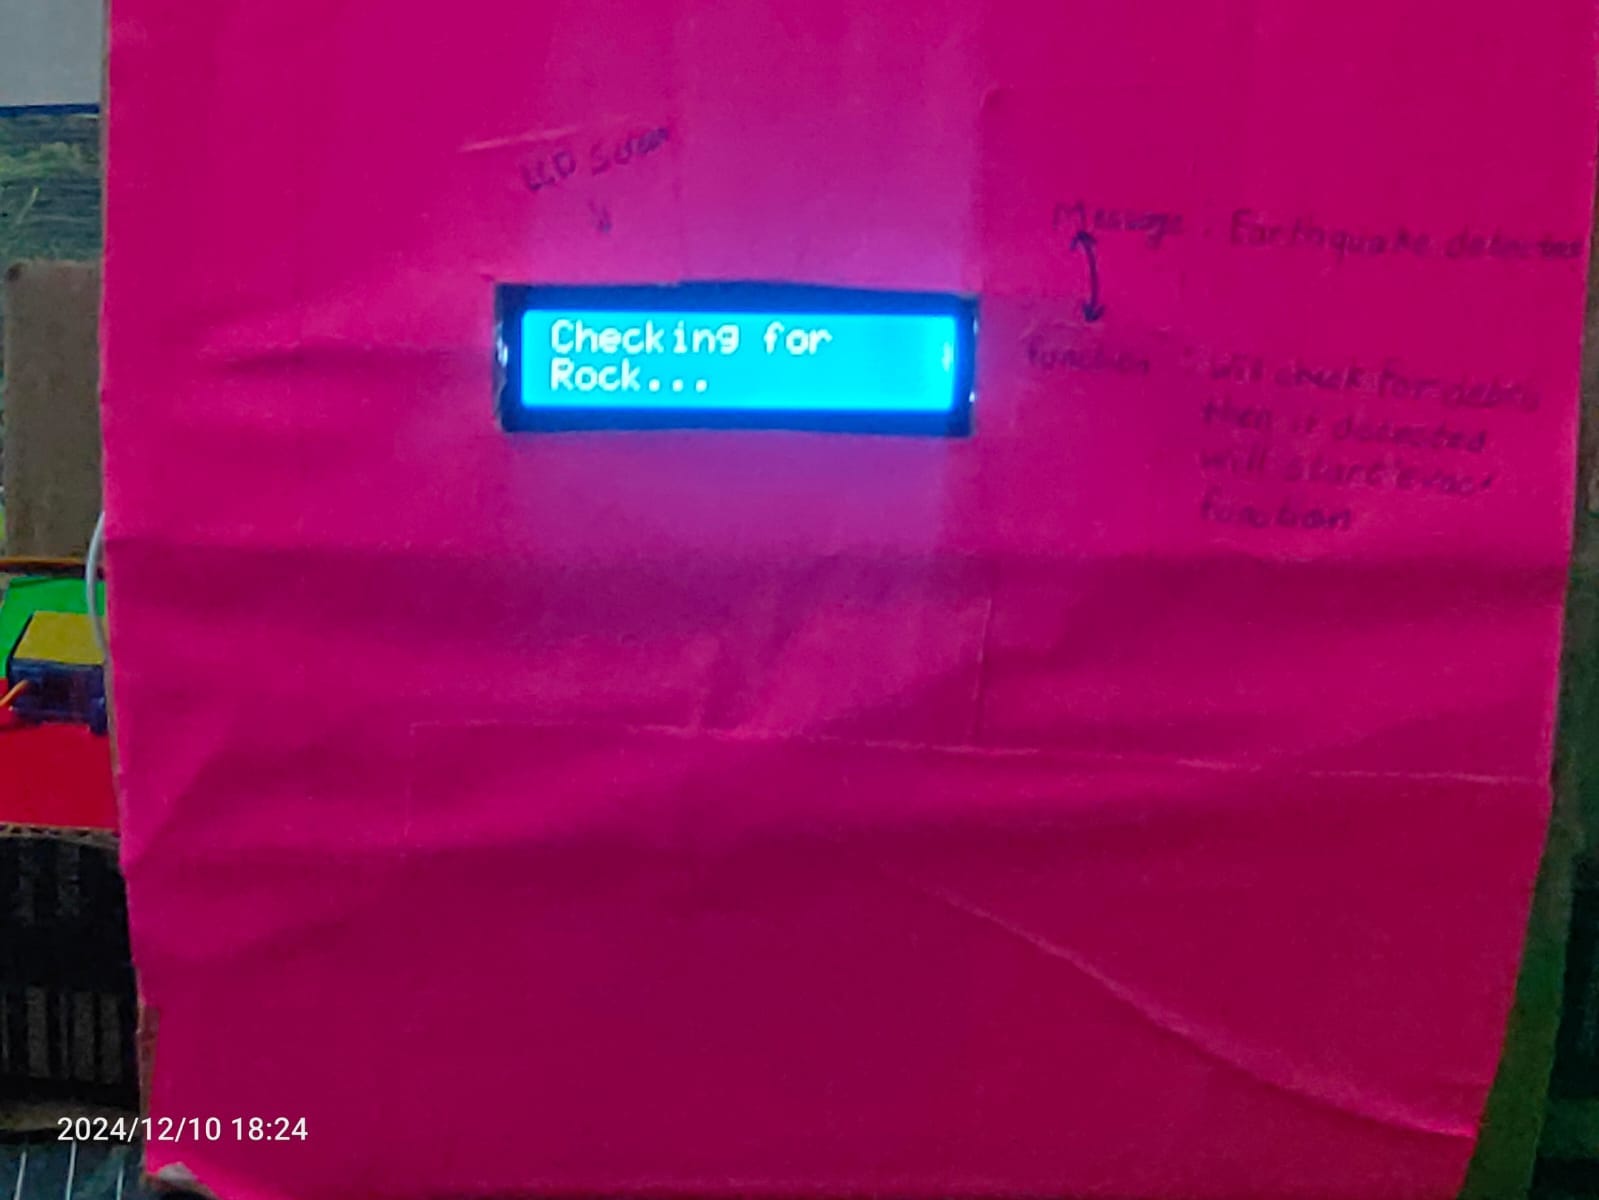 LCD Screen
Message : Earthquake detected
Checking for
Rock...
function : will check for debris
then if detected
will start evac'
function
2024/12/10 18:24